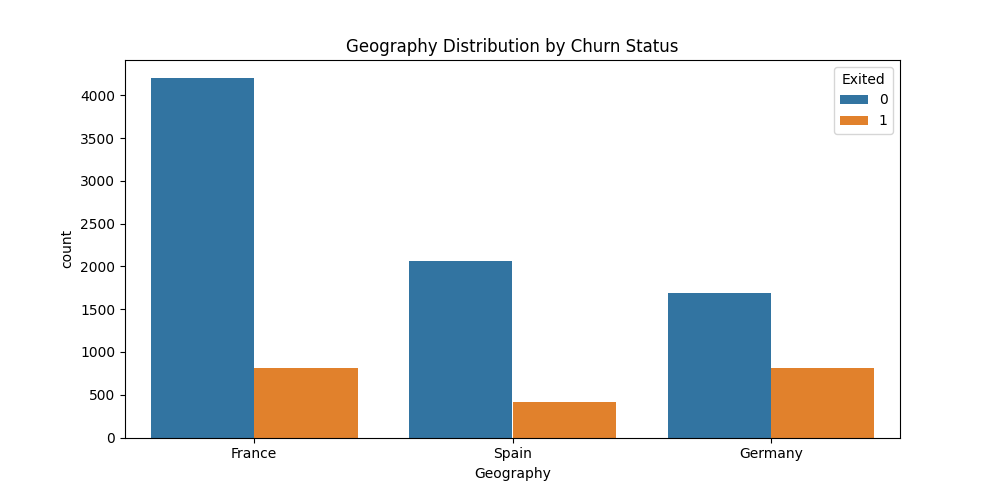 Geography Distribution by Churn Status
Exited
0
1
4000
3500
3000
2500
2000
1500
1000
500
0
count
France
Spain
Germany
Geography